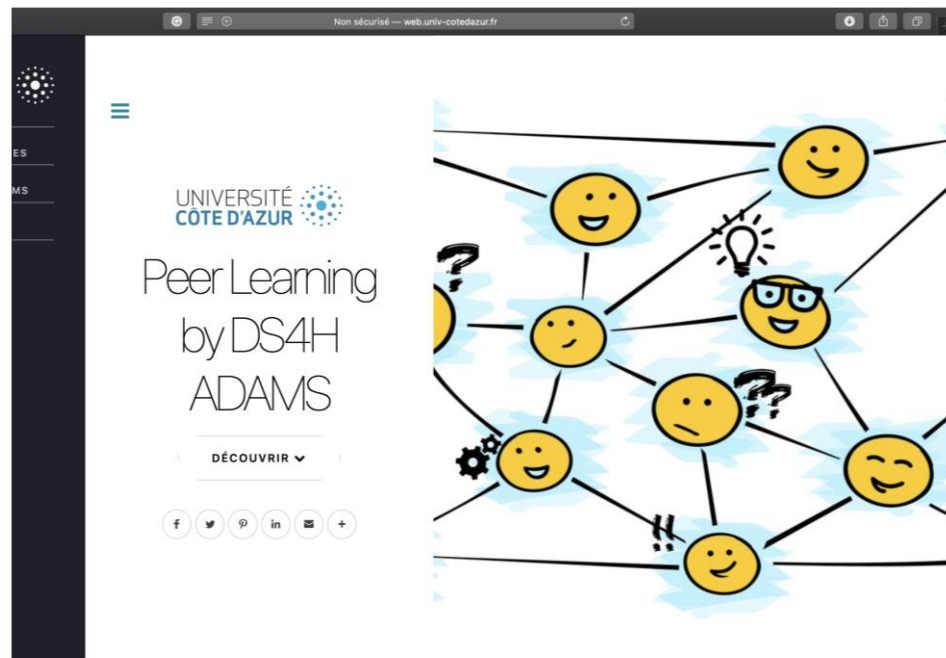 Non sécurisé — web.univ-cotedazur.fr
ES
MS
UNIVERSITÉ
CÔTE D'AZUR
Peer Learning
by DS4H
ADAMS
DÉCOUVRIR
?
??
!!